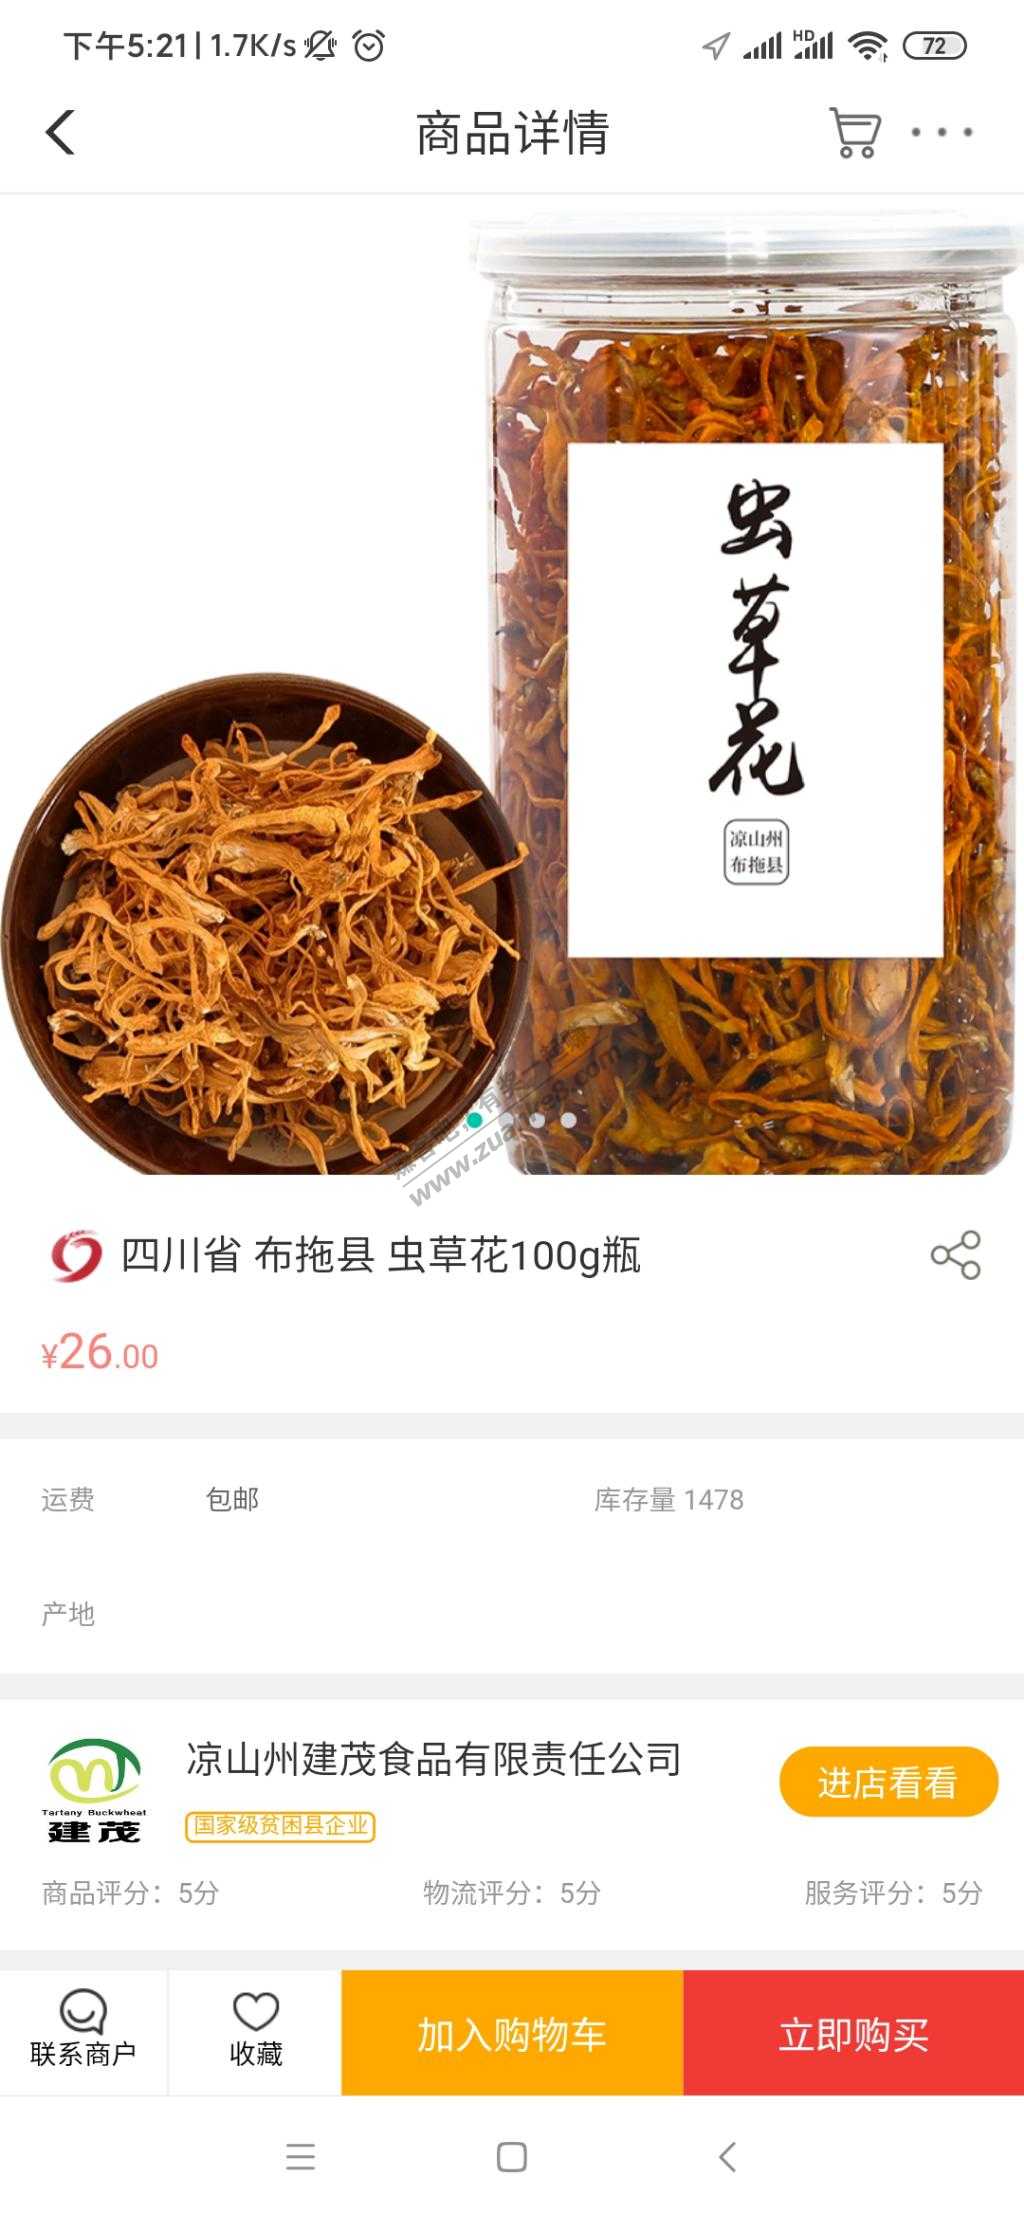 下午5:21 | 1.7K/s
HD
72
商品详情
虫草花
凉山州
布拖县
www.zua
四川省 布拖县 虫草花100g瓶
¥26.00
运费 包邮 库存量 1478
产地
凉山州建茂食品有限责任公司
进店看看
Tartany Buckwheat
建茂
国家级贫困县企业
商品评分：5分 物流评分：5分 服务评分：5分
联系商户
收藏
加入购物车
立即购买